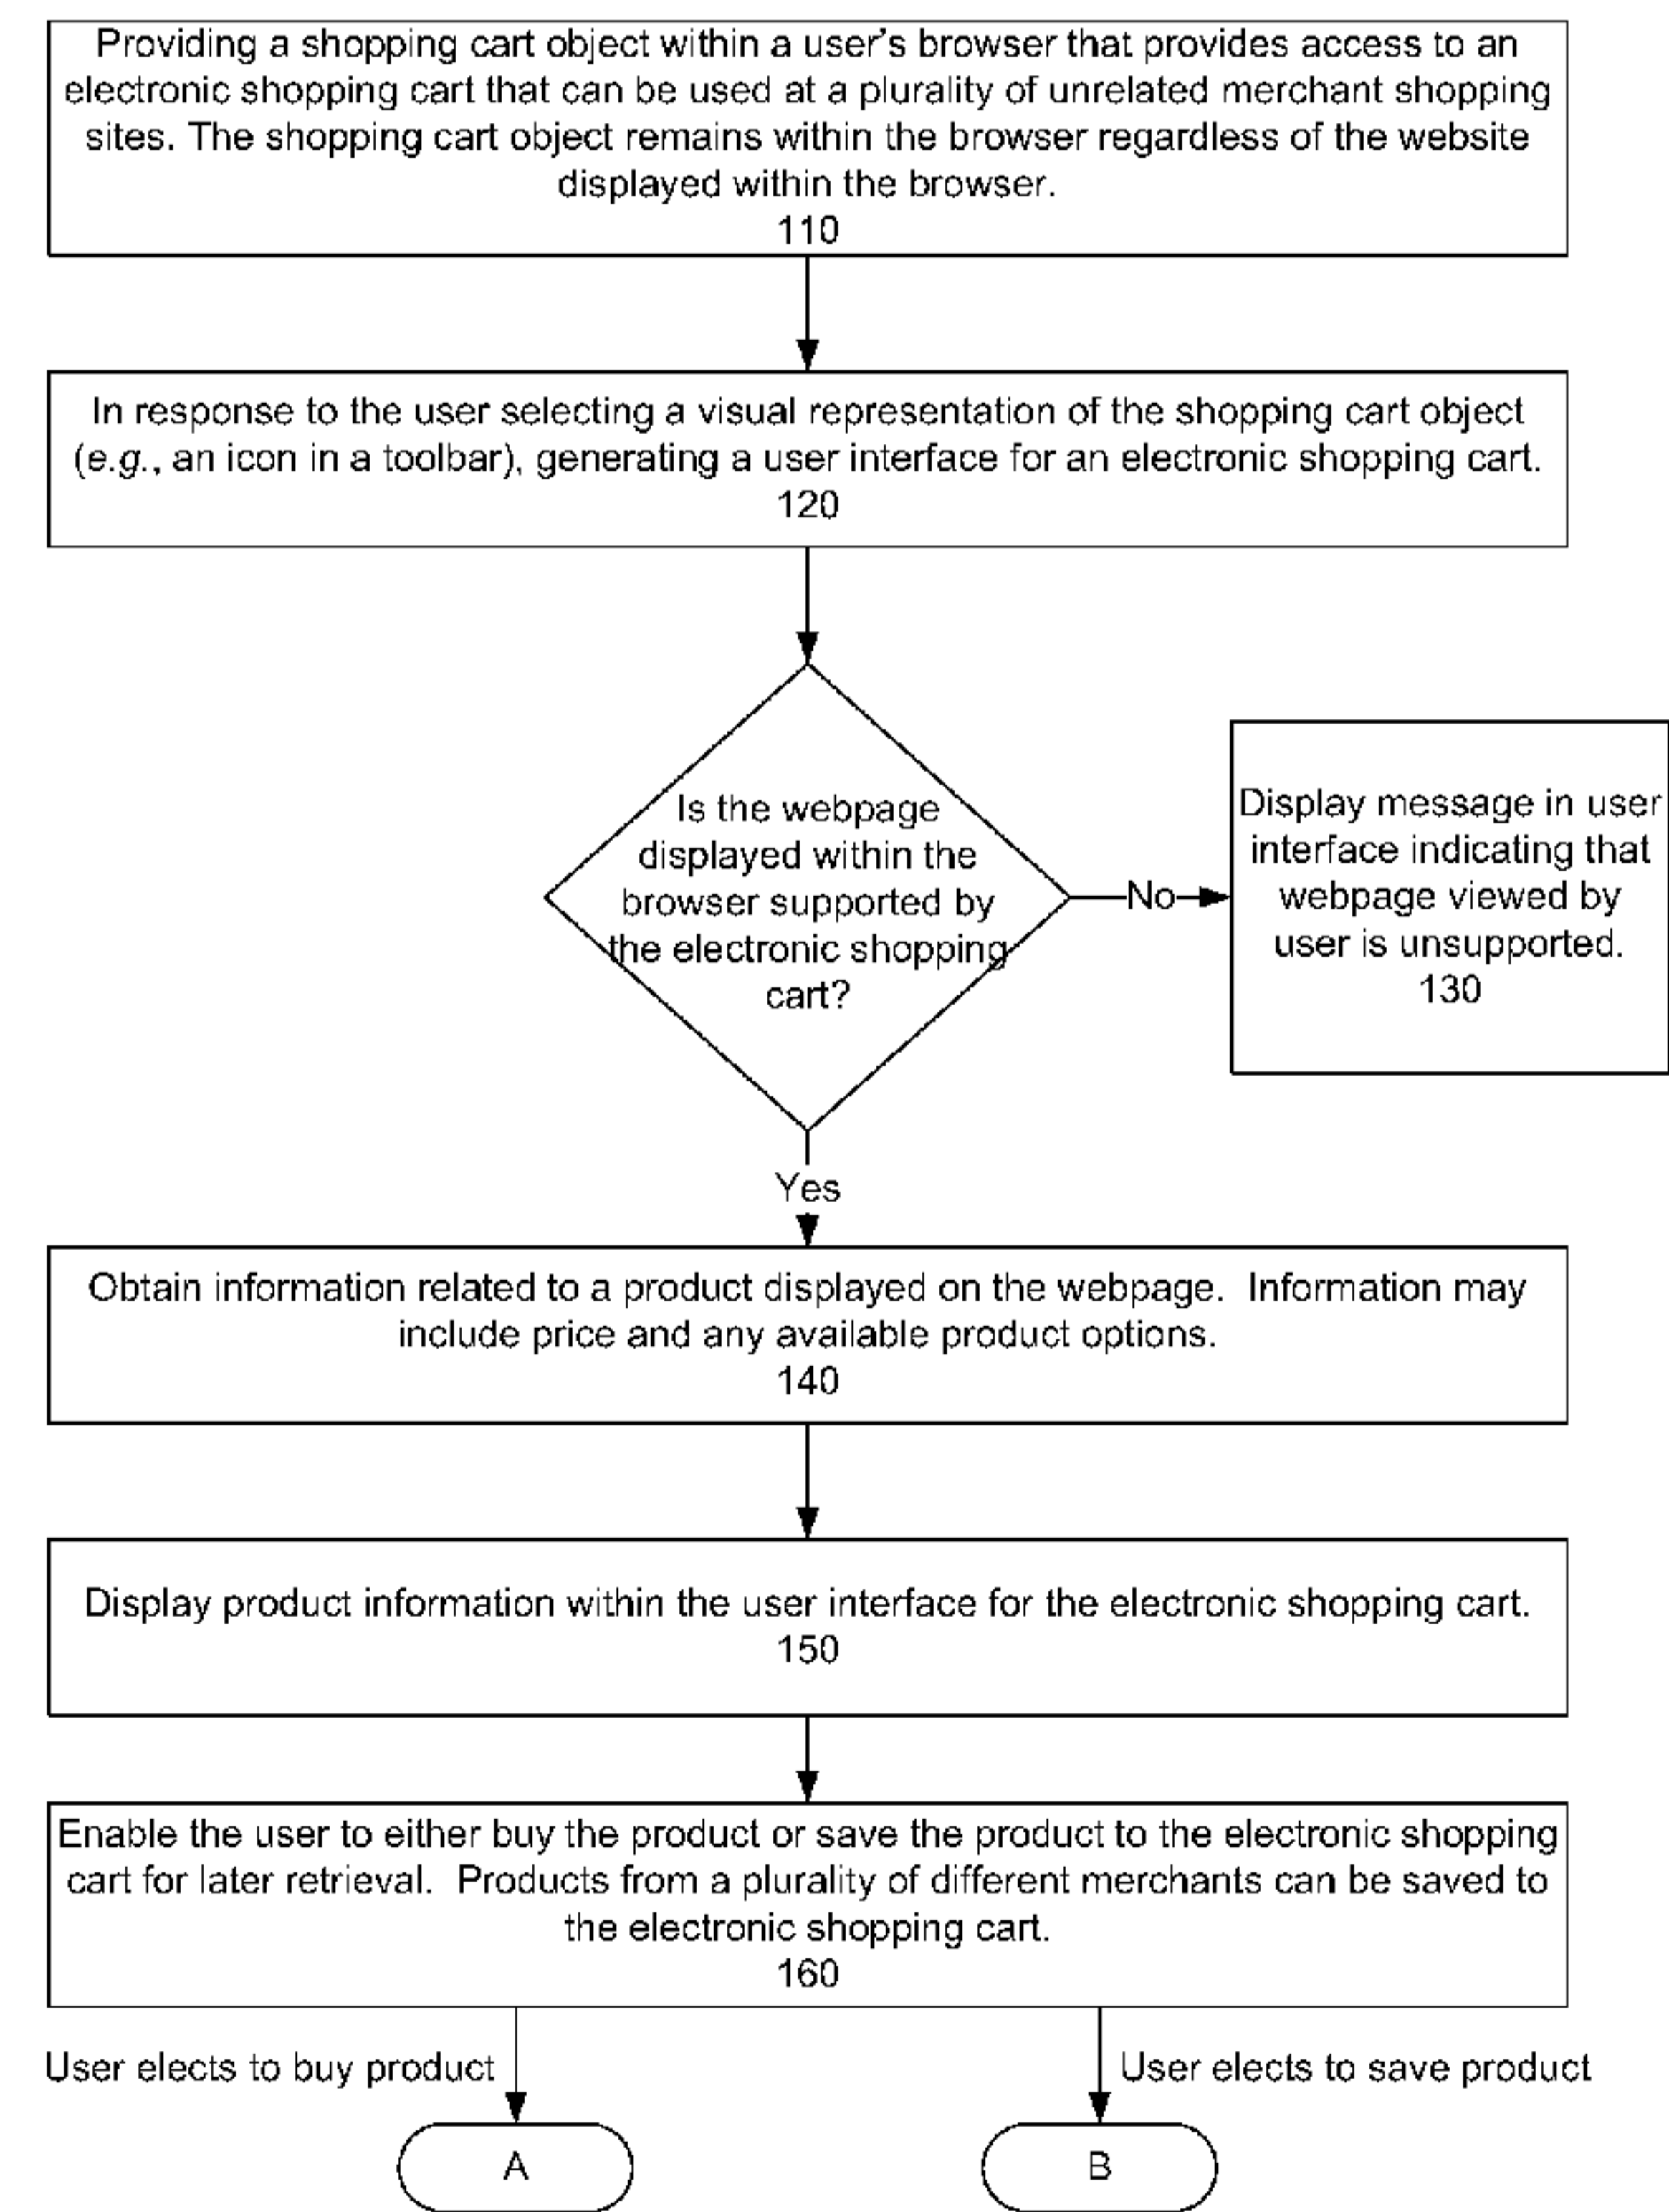 Providing a shopping cart object within a user's browser that provides access to an
electronic shopping cart that can be used at a plurality of unrelated merchant shopping
sites. The shopping cart object remains within the browser regardless of the website
displayed within the browser.
110
In response to the user selecting a visual representation of the shopping cart object
(e.g., an icon in a toolbar), generating a user interface for an electronic shopping cart.
120
Is the webpage
displayed within the
browser supported by
the electronic shopping
cart?
No
Display message in user
interface indicating that
webpage viewed by
user is unsupported.
130
Yes
Obtain information related to a product displayed on the webpage. Information may
include price and any available product options.
140
Display product information within the user interface for the electronic shopping cart.
150
Enable the user to either buy the product or save the product to the electronic shopping
cart for later retrieval. Products from a plurality of different merchants can be saved to
the electronic shopping cart.
160
User elects to buy product
User elects to save product
A
B